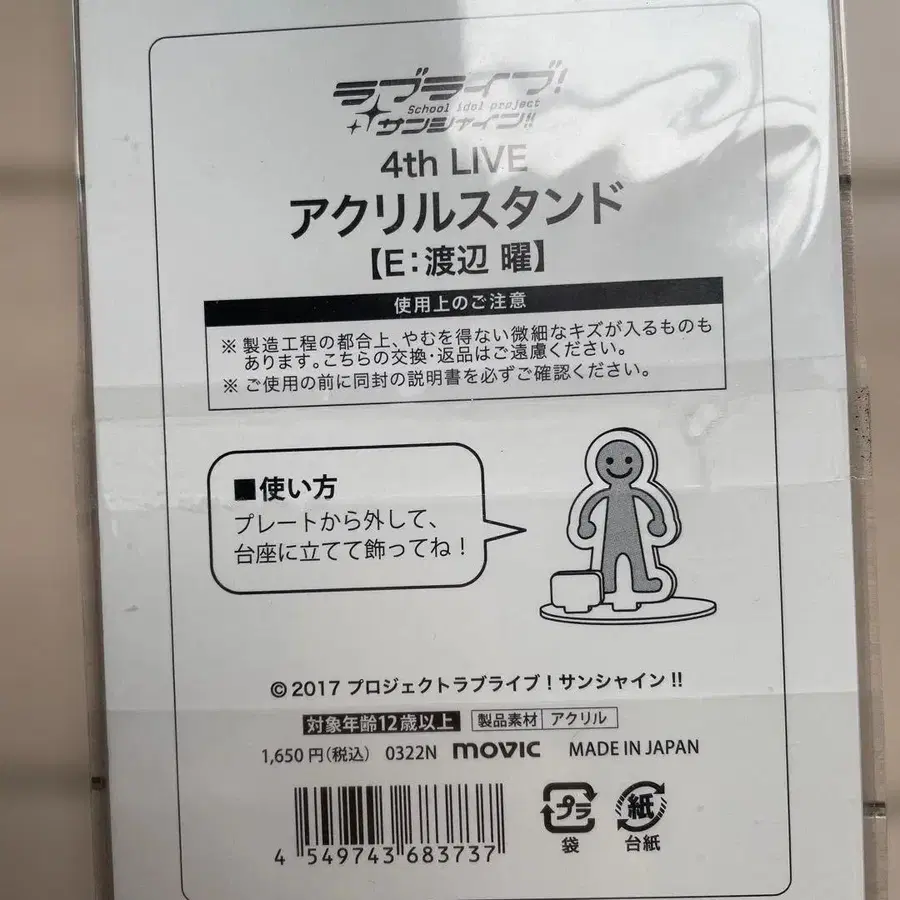 ラブライブ!
School idol project
サンシャイン!!
4th LIVE
アクリルスタンド
【E:渡辺 曜】
使用上のご注意
※ 製造工程の都合上、やむを得ない微細なキズが入るものも
あります。こちらの交換・返品はご遠慮ください。
※ ご使用の前に同封の説明書を必ずご確認ください。
■使い方
プレートから外して、
台座に立てて飾ってね!
©2017 プロジェクトラブライブ!サンシャイン!!
対象年齢12歳以上 製品素材 アクリル
1,650円(税込) 0322N movic MADE IN JAPAN
プラ 紙
袋 台紙
4 549743 683737